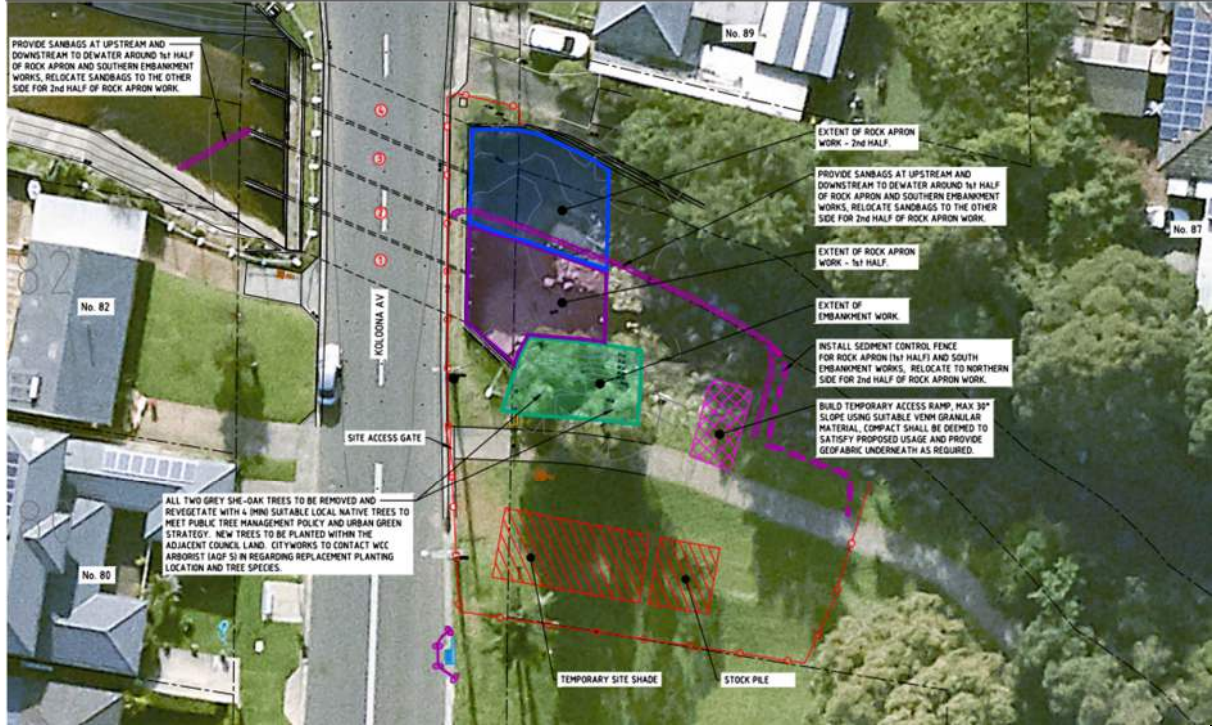 No. 89
PROVIDE SANBAGS AT UPSTREAM AND
DOWNSTREAM TO DEWATER AROUND 1st HALF
OF ROCK APRON AND SOUTHERN EMBANKMENT
WORKS, RELOCATE SANDBAGS TO THE OTHER
SIDE FOR 2nd HALF OF ROCK APRON WORK.
4
3
2
1
EXTENT OF ROCK APRON
WORK - 2nd HALF.
PROVIDE SANBAGS AT UPSTREAM AND
DOWNSTREAM TO DEWATER AROUND 1st HALF
OF ROCK APRON AND SOUTHERN EMBANKMENT
WORKS, RELOCATE SANDBAGS TO THE OTHER
SIDE FOR 2nd HALF OF ROCK APRON WORK.
No. 87
EXTENT OF ROCK APRON
WORK - 1st HALF.
82
No. 82
KOLOONA AV
EXTENT OF
EMBANKMENT WORK.
INSTALL SEDIMENT CONTROL FENCE
FOR ROCK APRON (1st HALF) AND SOUTH
EMBANKMENT WORKS, RELOCATE TO NORTHERN
SIDE FOR 2nd HALF OF ROCK APRON WORK.
BUILD TEMPORARY ACCESS RAMP, MAX 30°
SLOPE USING SUITABLE VENM GRANULAR
MATERIAL, COMPACT SHALL BE DEEMED TO
SATISFY PROPOSED USAGE AND PROVIDE
GEOFABRIC UNDERNEATH AS REQUIRED.
SITE ACCESS GATE
ALL TWO GREY SHE-OAK TREES TO BE REMOVED AND
REVEGETATE WITH 4 (MIN) SUITABLE LOCAL NATIVE TREES TO
MEET PUBLIC TREE MANAGEMENT POLICY AND URBAN GREEN
STRATEGY. NEW TREES TO BE PLANTED WITHIN THE
ADJACENT COUNCIL LAND. CITYWORKS TO CONTACT WCC
ARBORIST (AQF 5) IN REGARDING REPLACEMENT PLANTING
LOCATION AND TREE SPECIES.
No. 80
TEMPORARY SITE SHADE
STOCK PILE